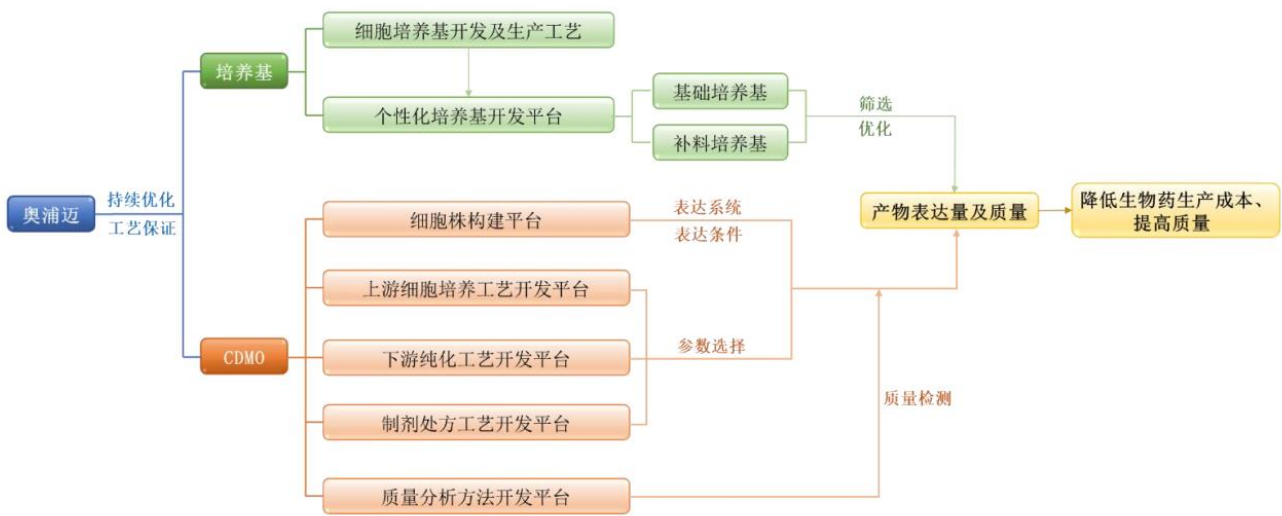 奥浦迈
持续优化
工艺保证
培养基
细胞培养基开发及生产工艺
个性化培养基开发平台
基础培养基
补料培养基
筛选
优化
CDMO
细胞株构建平台
上游细胞培养工艺开发平台
下游纯化工艺开发平台
制剂处方工艺开发平台
质量分析方法开发平台
表达系统
表达条件
参数选择
质量检测
产物表达量及质量
降低生物药生产成本、
提高质量